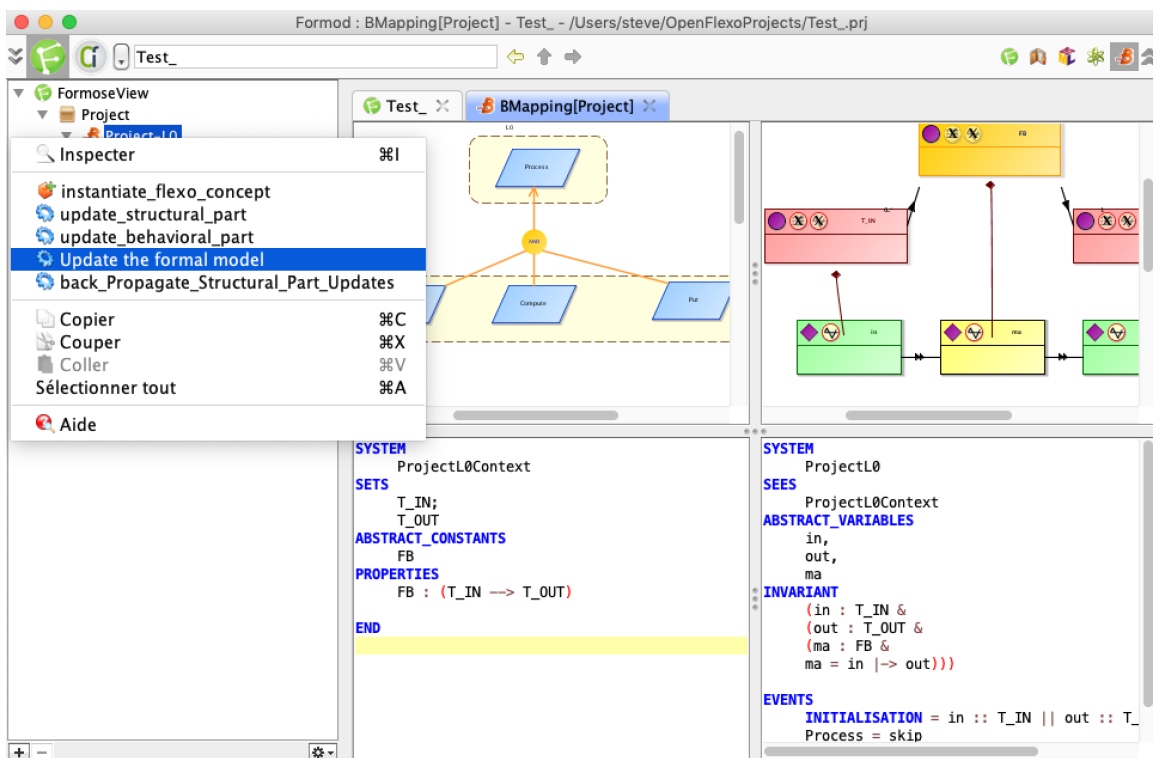 Formod : BMapping[Project] - Test_ - /Users/steve/OpenFlexoProjects/Test_.prj
Test_
FormoseView
Project
Project-L0
Inspecter ⌘I
instantiate_flexo_concept
update_structural_part
update_behavioral_part
Update the formal model
back_Propagate_Structural_Part_Updates
Copier ⌘C
Couper ⌘X
Coller ⌘V
Sélectionner tout ⌘A
Aide
Test_
BMapping[Project]
L0
Process
AND
Compute
Put
FB
T_IN
0..*
1
in
ma
SYSTEM
ProjectL0Context
SETS
T_IN;
T_OUT
ABSTRACT_CONSTANTS
FB
PROPERTIES
FB : (T_IN --> T_OUT)
END
SYSTEM
ProjectL0
SEES
ProjectL0Context
ABSTRACT_VARIABLES
in,
out,
ma
INVARIANT
(in : T_IN &
(out : T_OUT &
(ma : FB &
ma = in |-> out)))
EVENTS
INITIALISATION = in :: T_IN || out :: T_
Process = skip